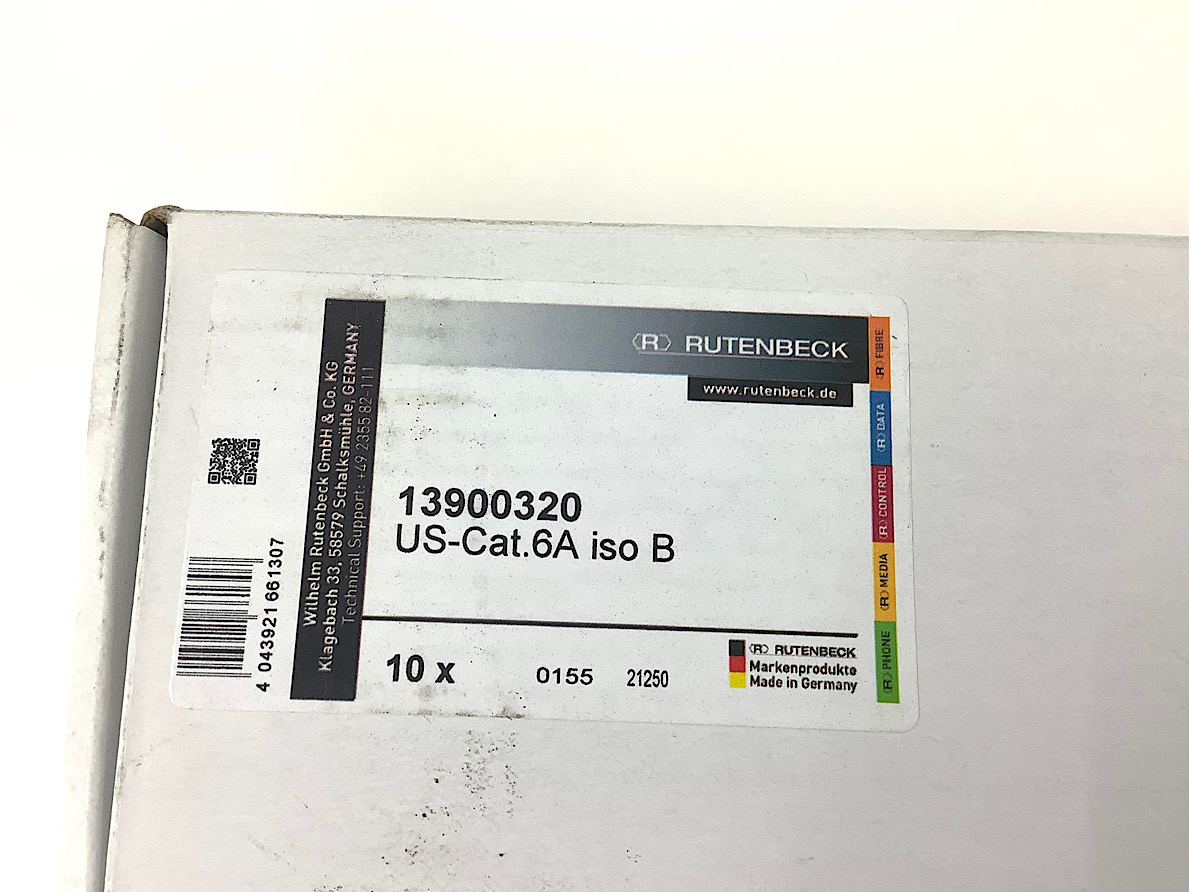 Wilhelm Rutenbeck GmbH & Co. KG
Klagebach 33, 58579 Schalksmühle, GERMANY
Technical Support: +49 2355 82-111
(R) RUTENBECK
www.rutenbeck.de
13900320
US-Cat.6A iso B
10 x
0155
21250
(R) RUTENBECK
Markenprodukte
Made in Germany
4 043921 661307
(R) FIBRE
(R) DATA
(R) CONTROL
(R) MEDIA
(R) PHONE